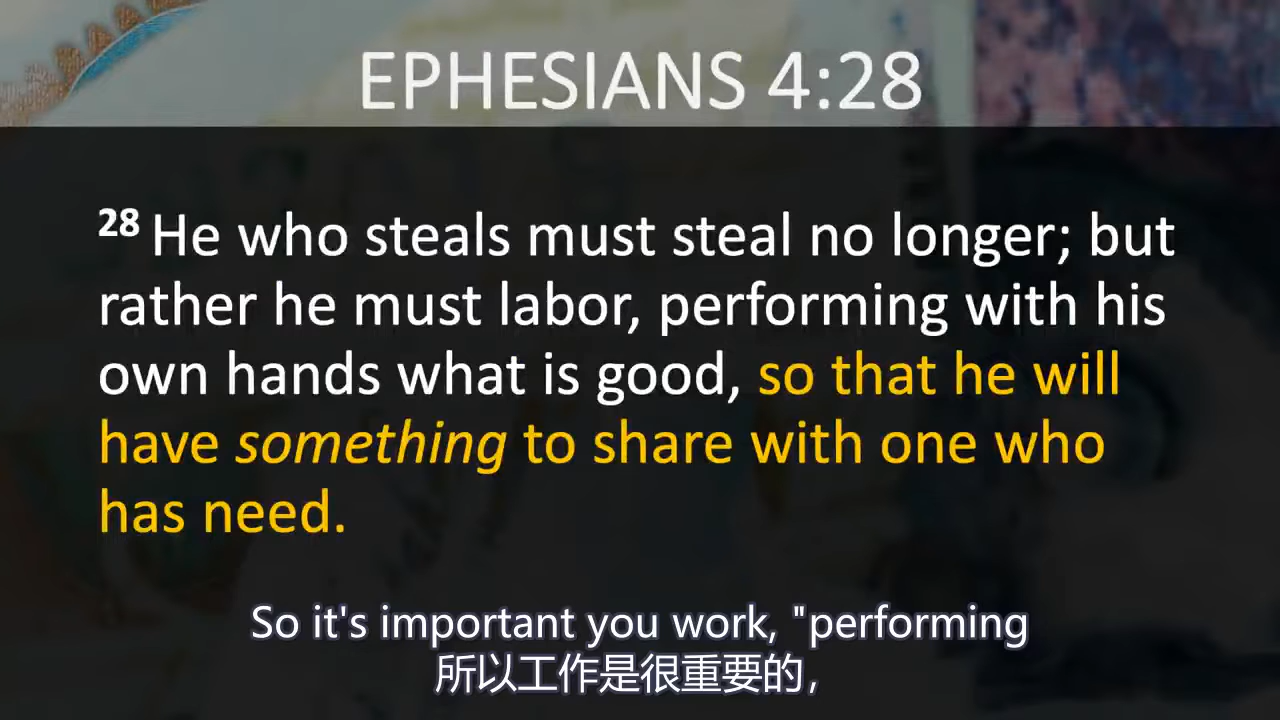 EPHESIANS 4:28
28 He who steals must steal no longer; but
rather he must labor, performing with his
own hands what is good, so that he will
have something to share with one who
has need.
So it's important you work, "performing
所以工作是很重要的，